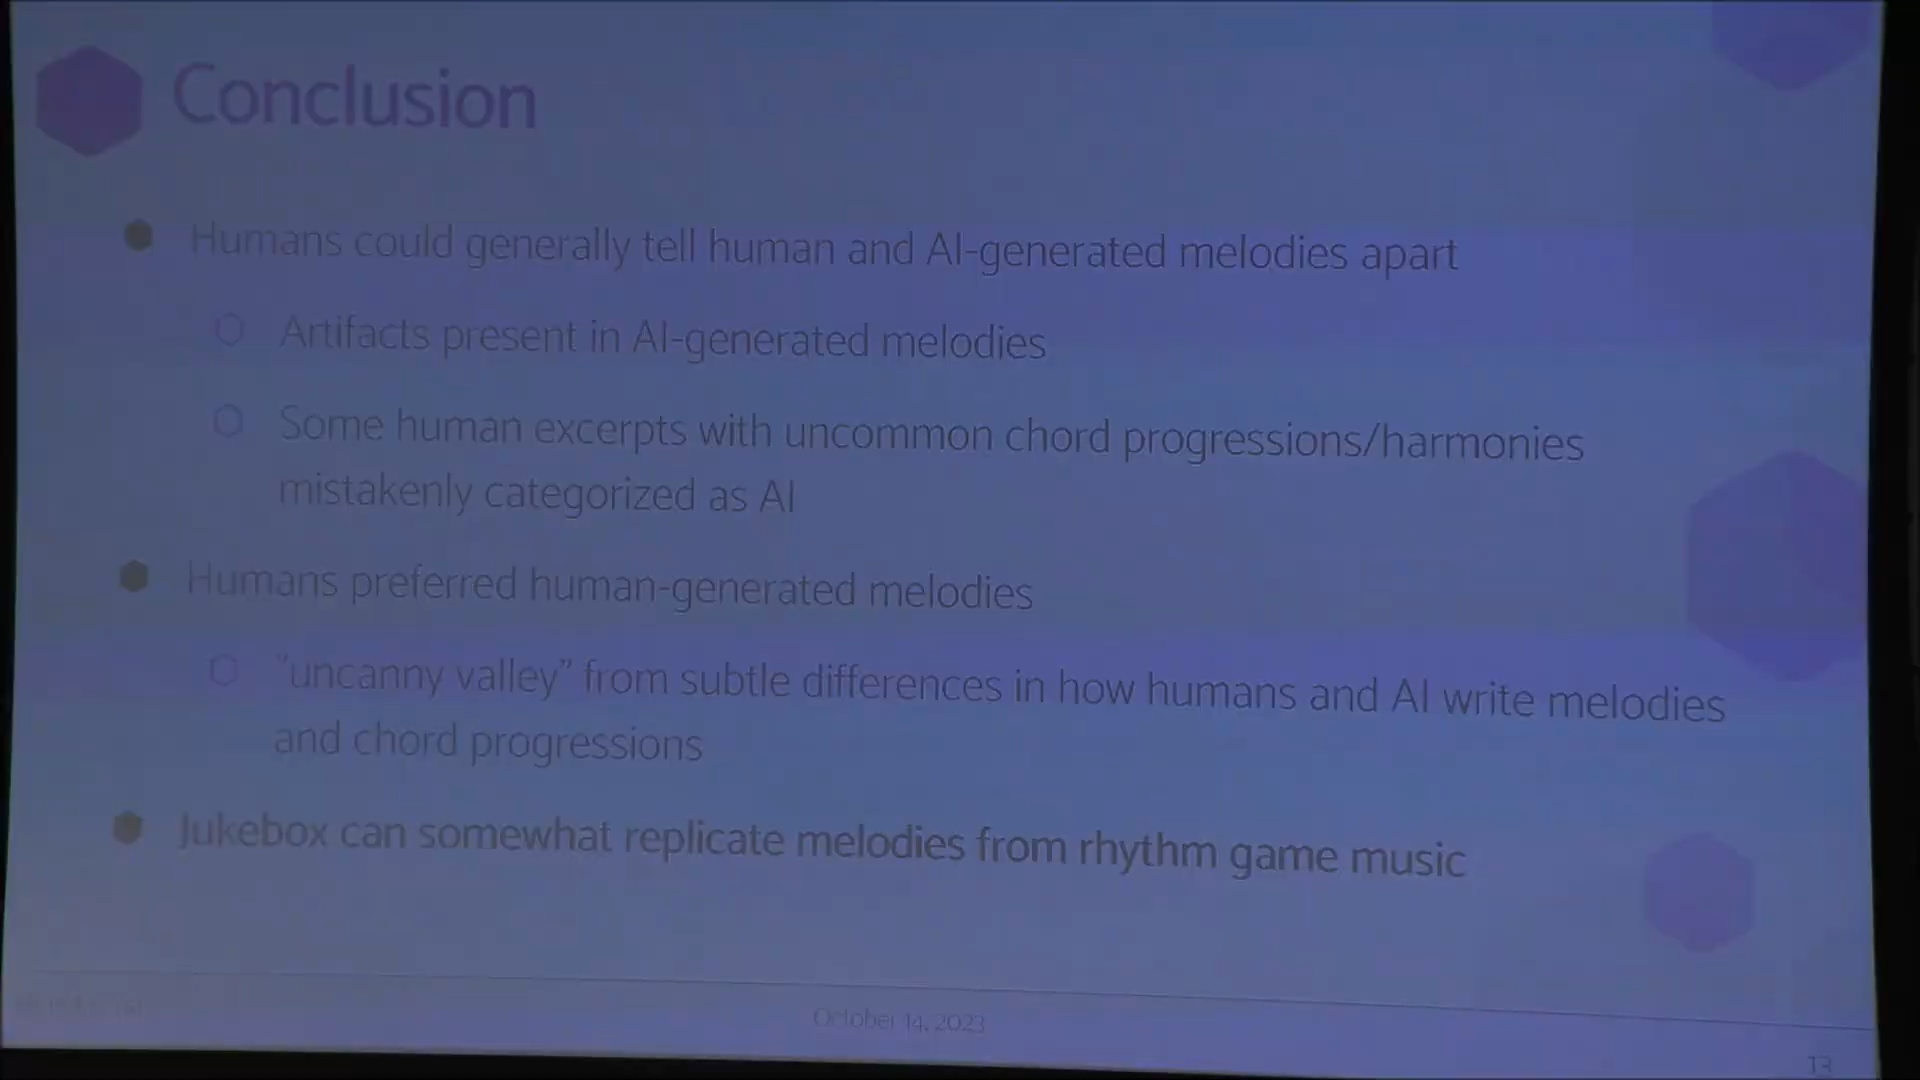 Conclusion
Humans could generally tell human and AI-generated melodies apart
Artifacts present in AI-generated melodies
Some human excerpts with uncommon chord progressions/harmonies
mistakenly categorized as AI
Humans preferred human-generated melodies
"uncanny valley" from subtle differences in how humans and AI write melodies
and chord progressions
Jukebox can somewhat replicate melodies from rhythm game music
October 14, 2023
13